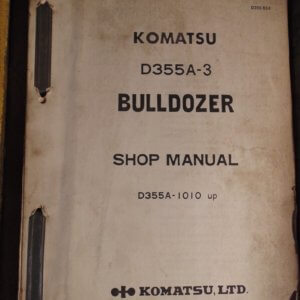 KOMATSU
D355A-3
BULLDOZER
SHOP MANUAL
D355A-1010 up
KOMATSU, LTD.